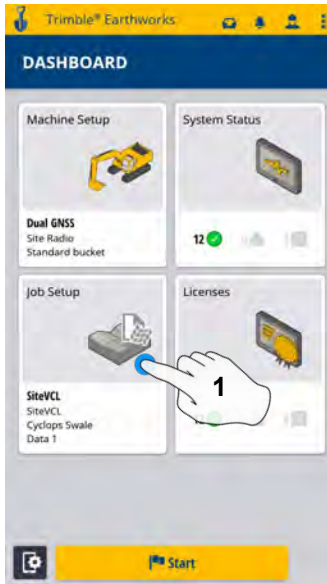 Trimble® Earthworks
DASHBOARD
Machine Setup
Dual GNSS
Site Radio
Standard bucket
System Status
12
Job Setup
SiteVCL
SiteVCL
Cyclops Swale
Data 1
Licenses
1
Start